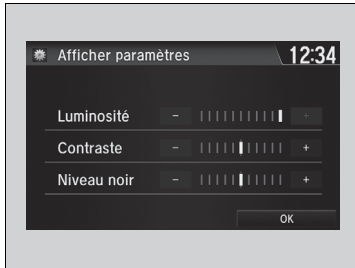 Afficher paramètres 12:34
Luminosité - +
Contraste - +
Niveau noir - +
OK